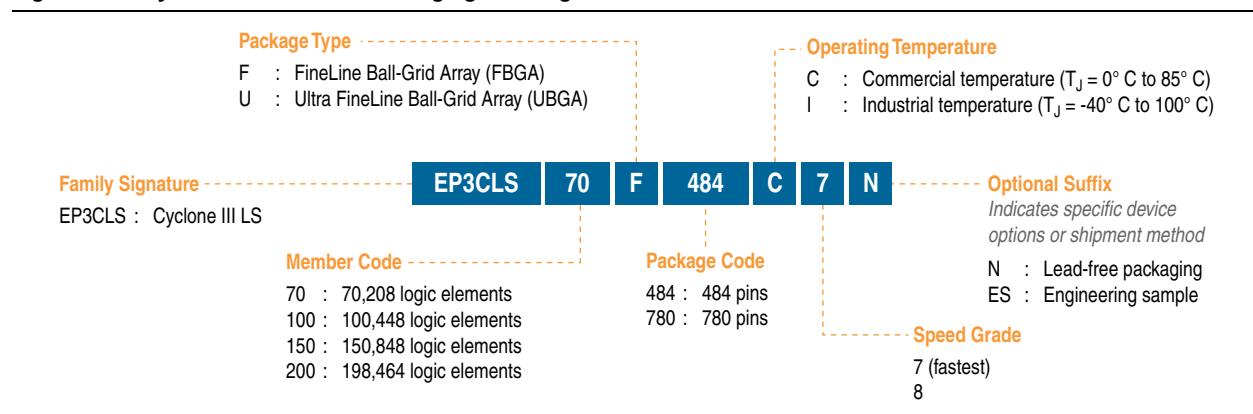 Package Type
F : FineLine Ball-Grid Array (FBGA)
U : Ultra FineLine Ball-Grid Array (UBGA)
Operating Temperature
C : Commercial temperature (TJ = 0° C to 85° C)
I : Industrial temperature (TJ = -40° C to 100° C)
Family Signature
EP3CLS : Cyclone III LS
EP3CLS 70 F 484 C 7 N
Optional Suffix
Indicates specific device
options or shipment method
N : Lead-free packaging
ES : Engineering sample
Member Code
70 : 70,208 logic elements
100 : 100,448 logic elements
150 : 150,848 logic elements
200 : 198,464 logic elements
Package Code
484 : 484 pins
780 : 780 pins
Speed Grade
7 (fastest)
8